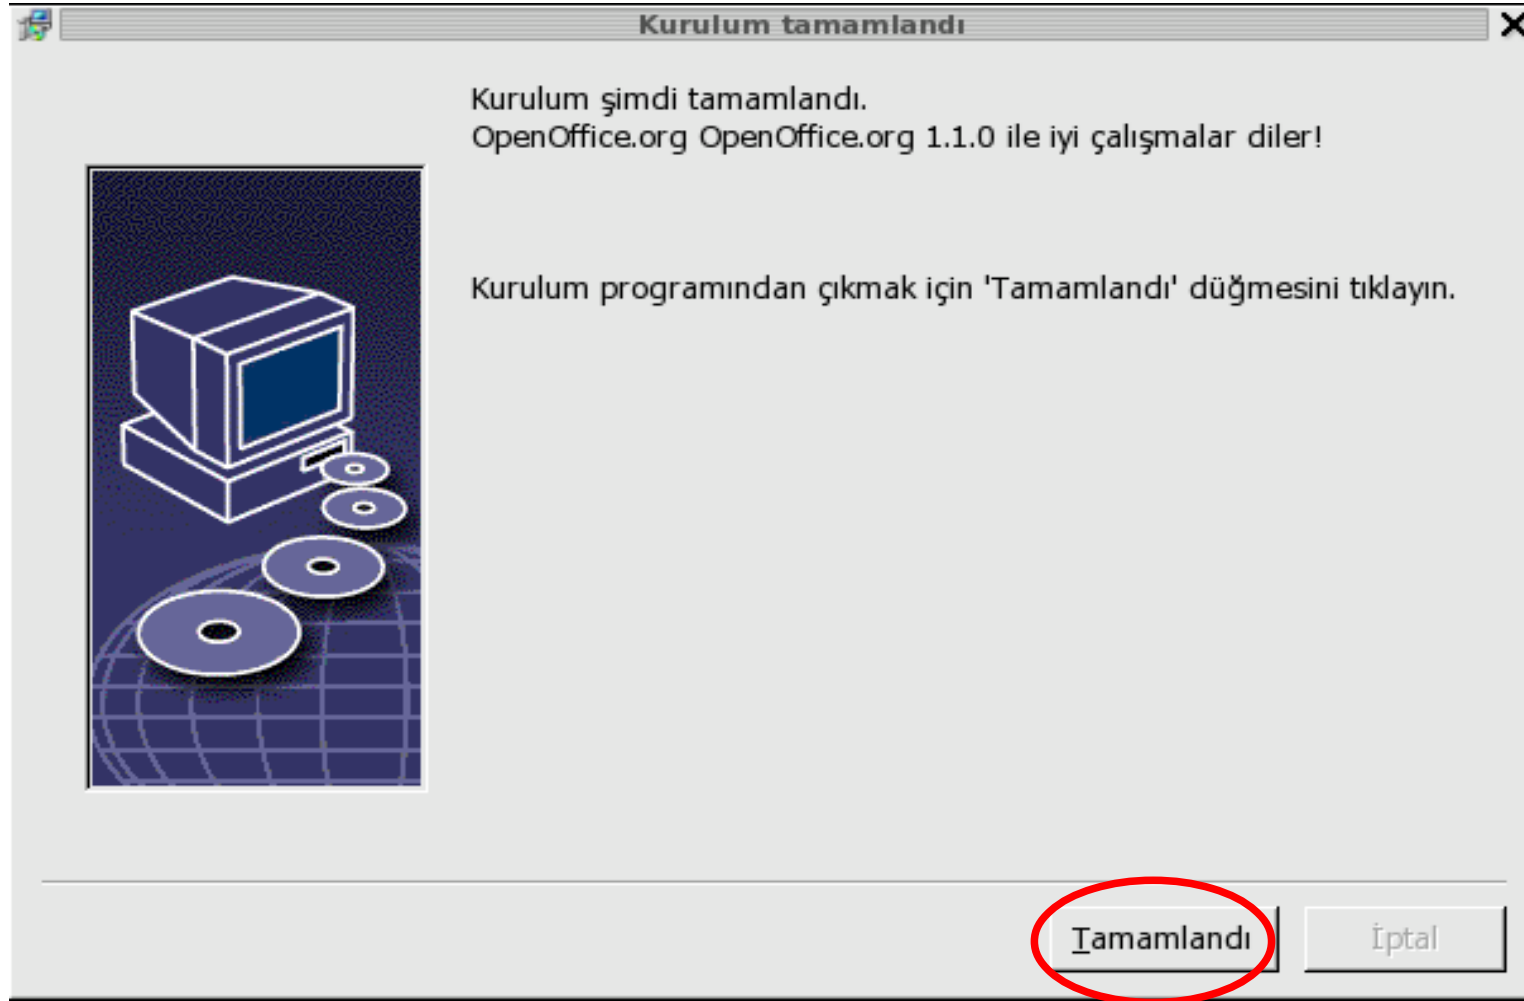 Kurulum tamamlandı
Kurulum şimdi tamamlandı.
OpenOffice.org OpenOffice.org 1.1.0 ile iyi çalışmalar diler!
Kurulum programından çıkmak için 'Tamamlandı' düğmesini tıklayın.
Tamamlandı
İptal